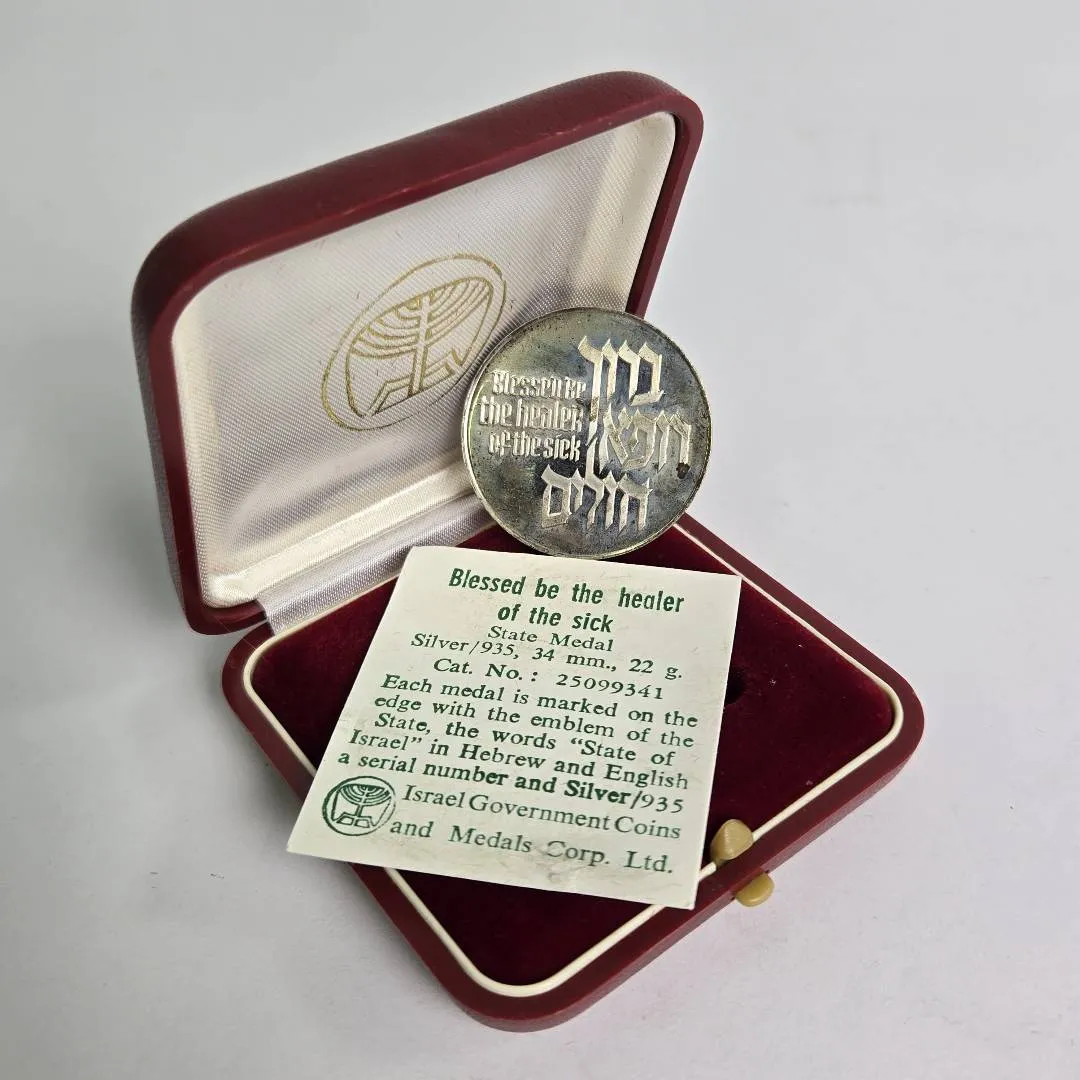 Blessed be
the healer
of the sick
ברוך
רופא
חולים
Blessed be the healer
of the sick
State Medal
Silver/935, 34 mm., 22 g.
Cat. No.: 25099341
Each medal is marked on the
edge with the emblem of the
State, the words “State of
Israel” in Hebrew and English
a serial number and Silver/935
Israel Government Coins
and Medals Corp. Ltd.